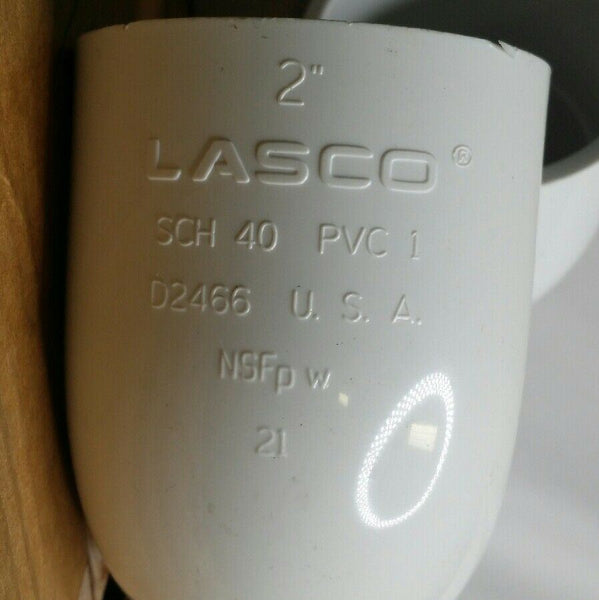 2"
LASCO®
SCH 40 PVC 1
D2466 U. S. A.
NSFp w
21